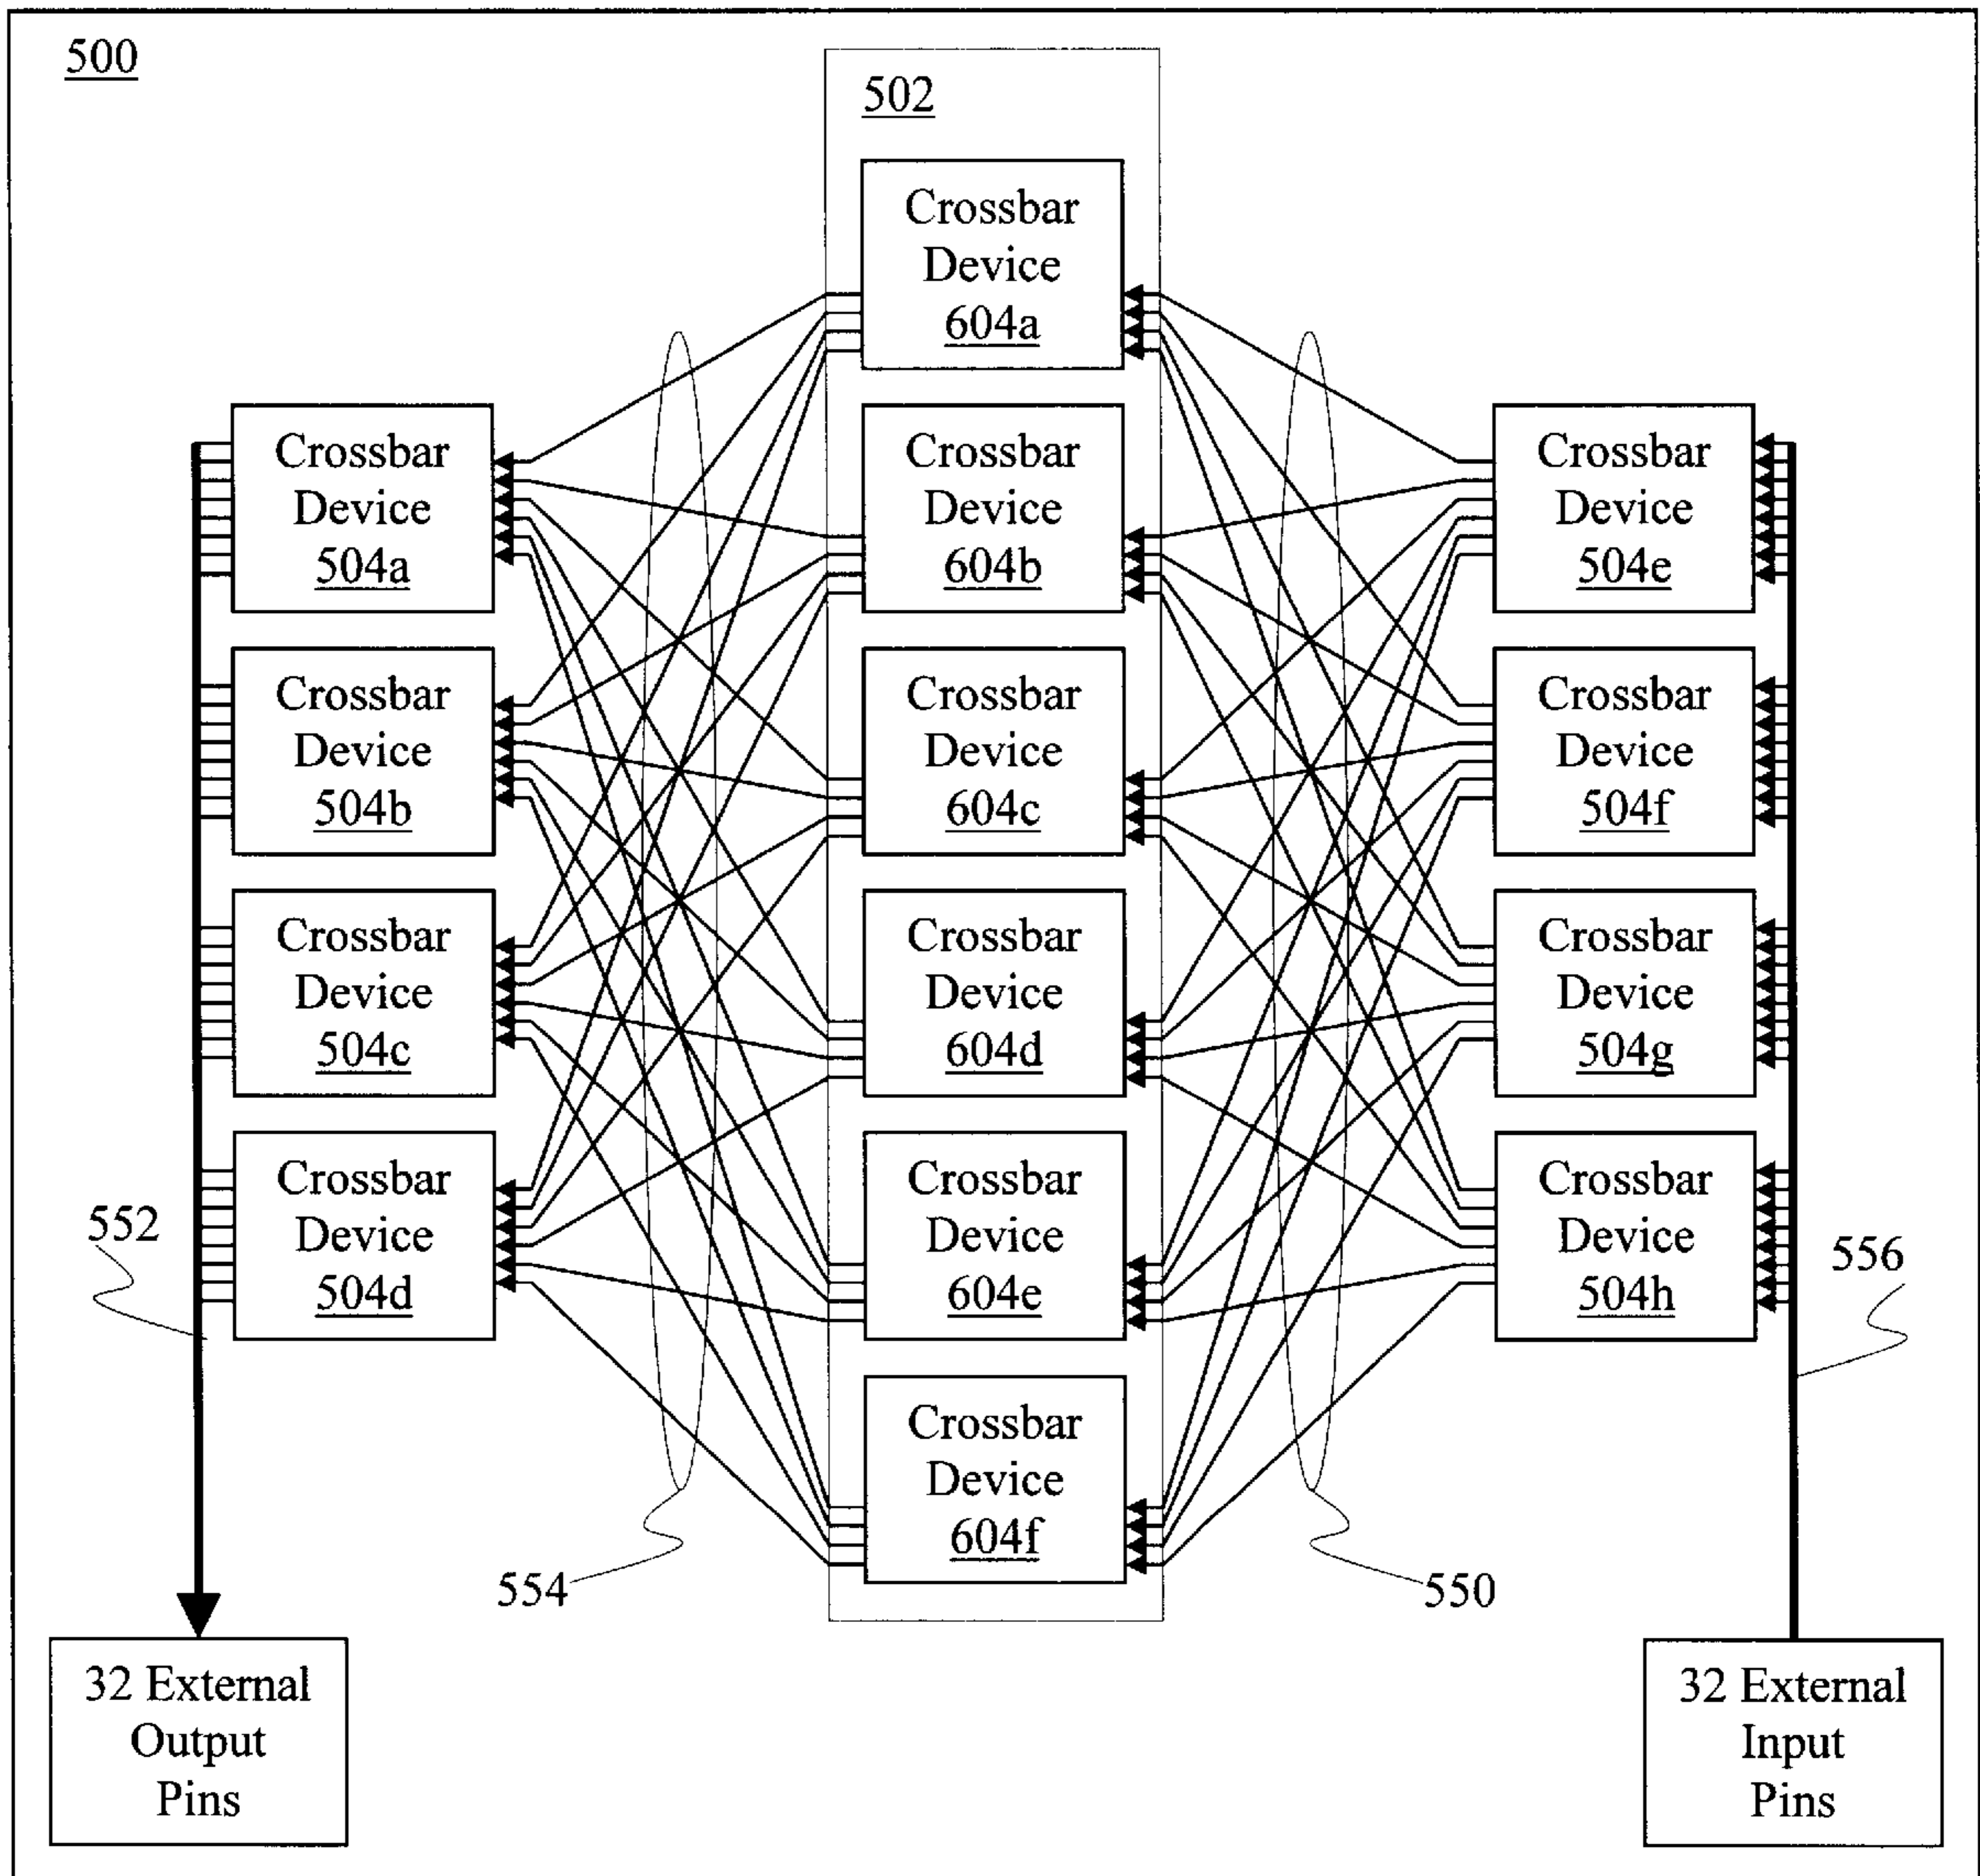 500
502
Crossbar
Device
604a
Crossbar
Device
504a
Crossbar
Device
604b
Crossbar
Device
504e
Crossbar
Device
504b
Crossbar
Device
604c
Crossbar
Device
504f
Crossbar
Device
504c
Crossbar
Device
604d
Crossbar
Device
504g
Crossbar
Device
504d
Crossbar
Device
604e
Crossbar
Device
504h
552
556
Crossbar
Device
604f
554
550
32 External
Output
Pins
32 External
Input
Pins